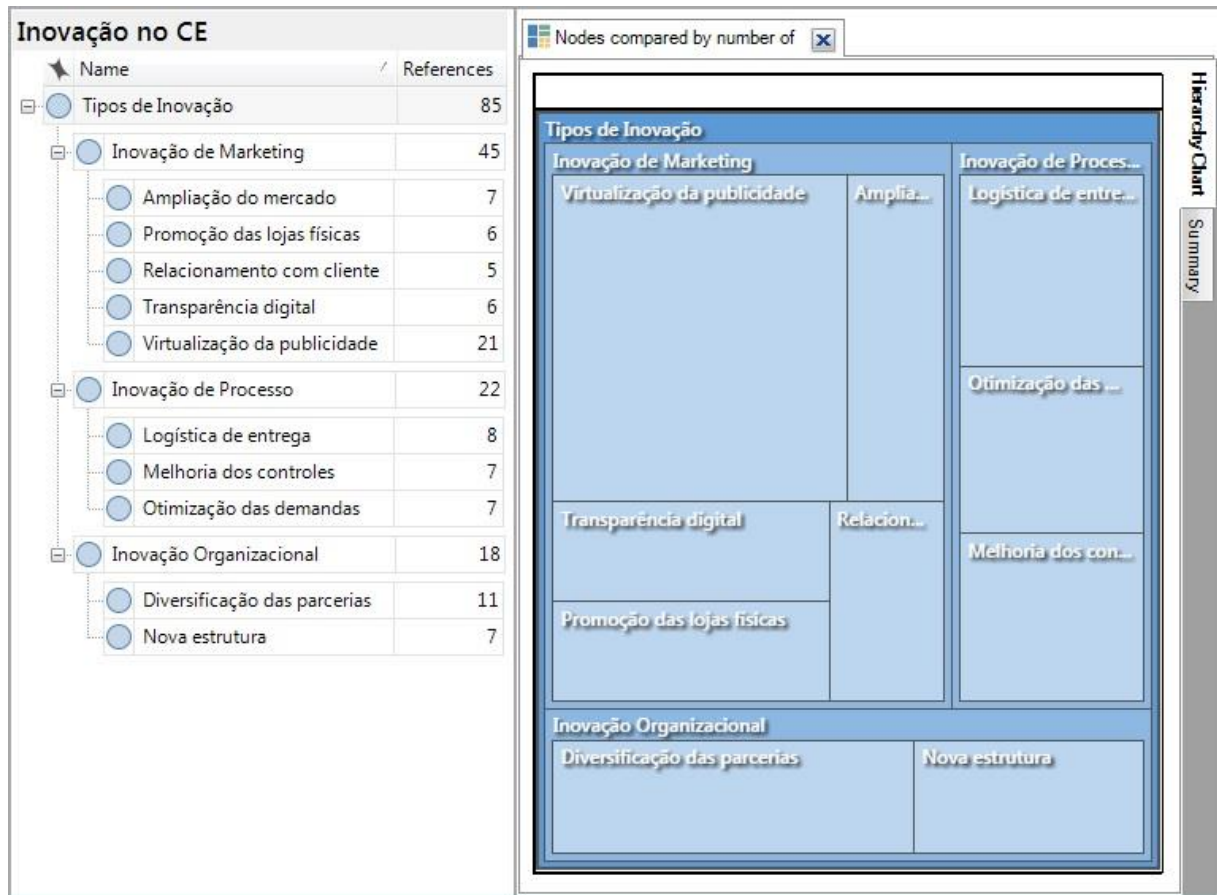 Inovação no CE
Name / References
Tipos de Inovação 85
Inovação de Marketing 45
Ampliação do mercado 7
Promoção das lojas físicas 6
Relacionamento com cliente 5
Transparência digital 6
Virtualização da publicidade 21
Inovação de Processo 22
Logística de entrega 8
Melhoria dos controles 7
Otimização das demandas 7
Inovação Organizacional 18
Diversificação das parcerias 11
Nova estrutura 7
Nodes compared by number of
Tipos de Inovação
Inovação de Marketing
Virtualização da publicidade
Amplia...
Transparência digital
Relacion...
Promoção das lojas físicas
Inovação de Proces...
Logística de entre...
Otimização das ...
Melhoria dos con...
Inovação Organizacional
Diversificação das parcerias
Nova estrutura
Hierarchy Chart
Summary